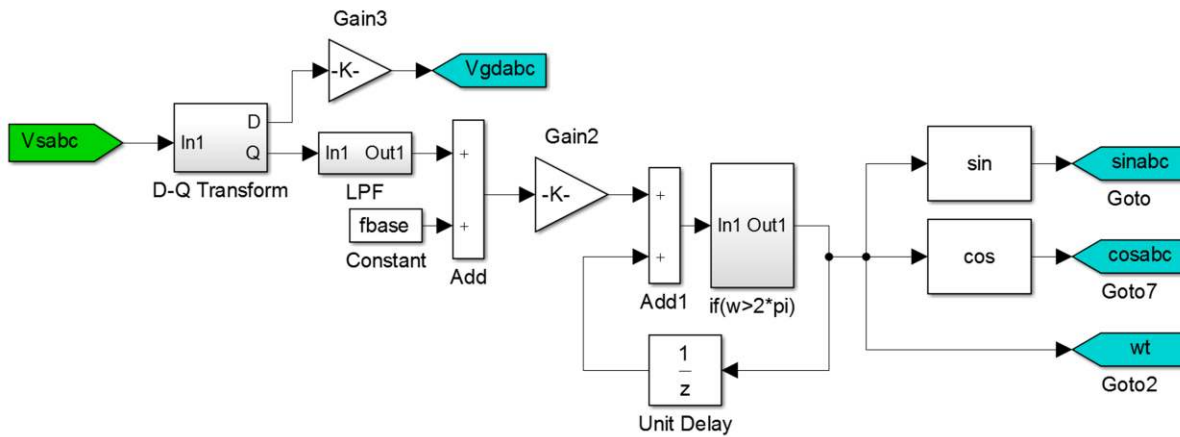 Gain3
-K-
Vgdabc
Vsabc
In1
D
Q
D-Q Transform
In1 Out1
LPF
fbase
Constant
+
+
Add
Gain2
-K-
+
+
Add1
In1 Out1
if(w>2*pi)
1
z
Unit Delay
sin
sinabc
Goto
cos
cosabc
Goto7
wt
Goto2